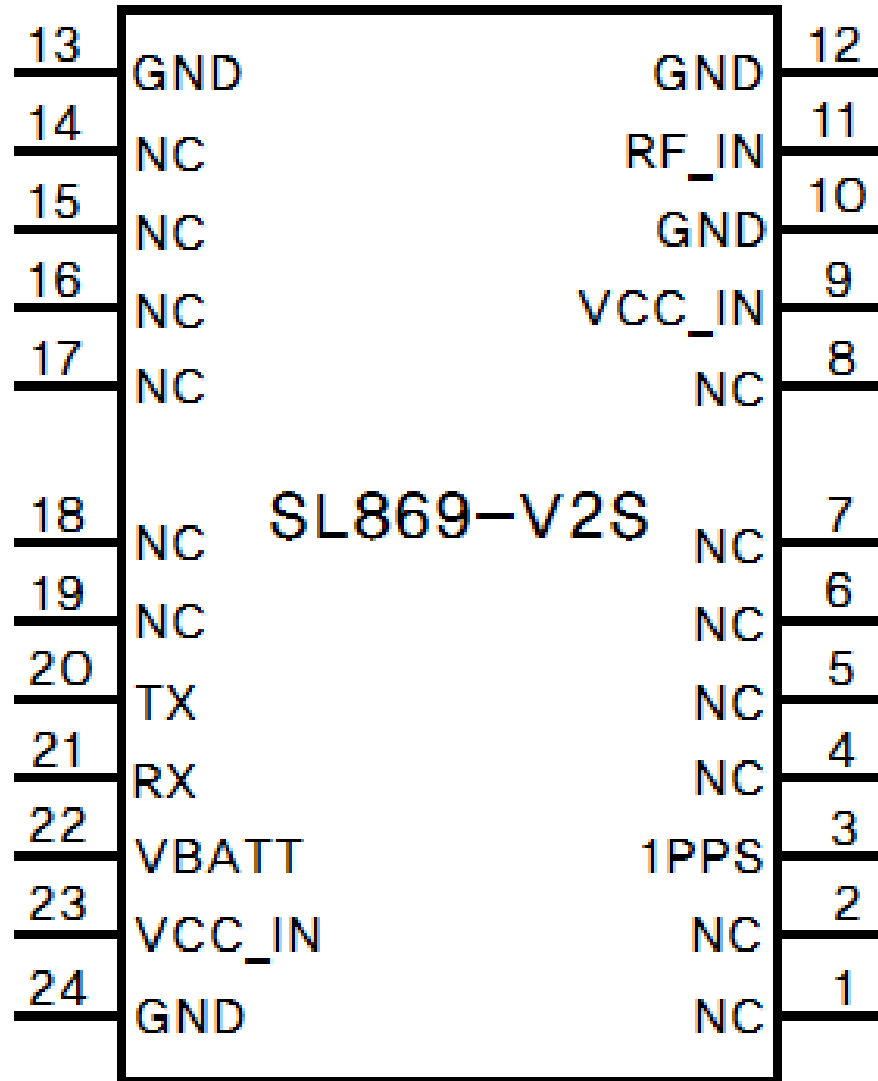 13 GND GND 12
14 NC RF_IN 11
15 NC GND 10
16 NC VCC_IN 9
17 NC NC 8
SL869-V2S
18 NC NC 7
19 NC NC 6
20 TX NC 5
21 RX NC 4
22 VBATT 1PPS 3
23 VCC_IN NC 2
24 GND NC 1